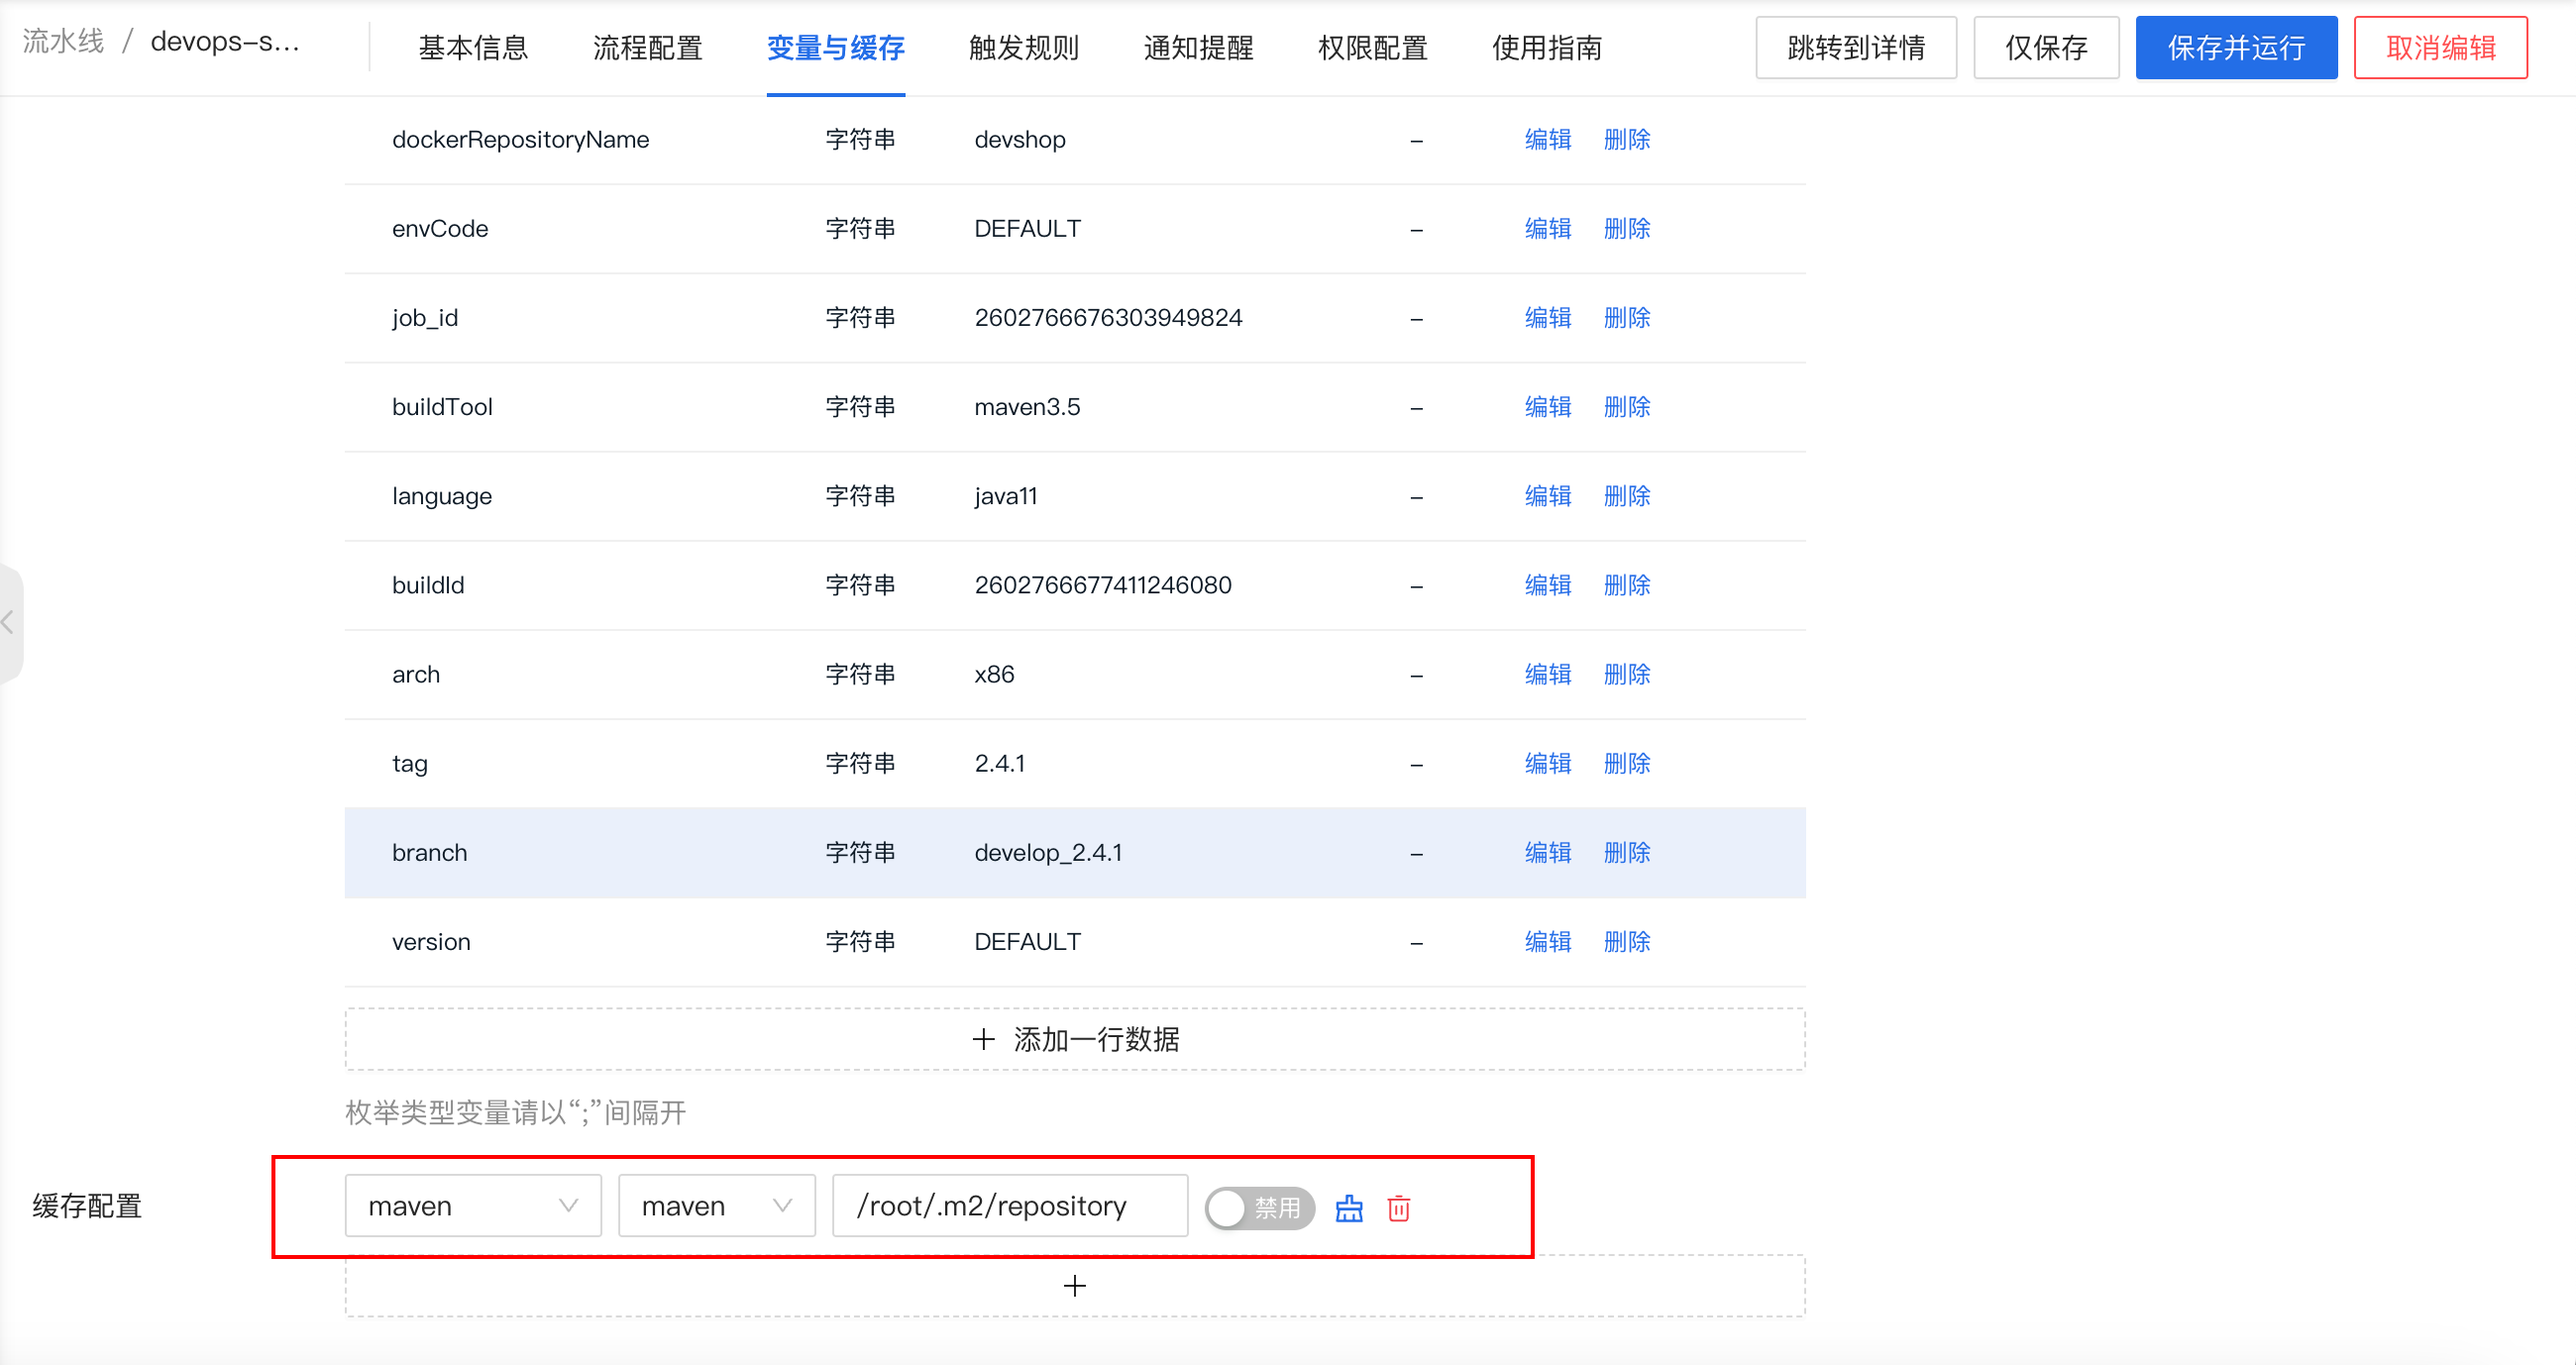 流水线 / devops-s...
基本信息 流程配置 变量与缓存 触发规则 通知提醒 权限配置 使用指南 跳转到详情 仅保存 保存并运行 取消编辑
dockerRepositoryName 字符串 devshop – 编辑 删除
envCode 字符串 DEFAULT – 编辑 删除
job_id 字符串 2602766676303949824 – 编辑 删除
buildTool 字符串 maven3.5 – 编辑 删除
language 字符串 java11 – 编辑 删除
buildId 字符串 2602766677411246080 – 编辑 删除
arch 字符串 x86 – 编辑 删除
tag 字符串 2.4.1 – 编辑 删除
branch 字符串 develop_2.4.1 – 编辑 删除
version 字符串 DEFAULT – 编辑 删除
+ 添加一行数据
枚举类型变量请以“;”间隔开
缓存配置 maven maven /root/.m2/repository 禁用
+